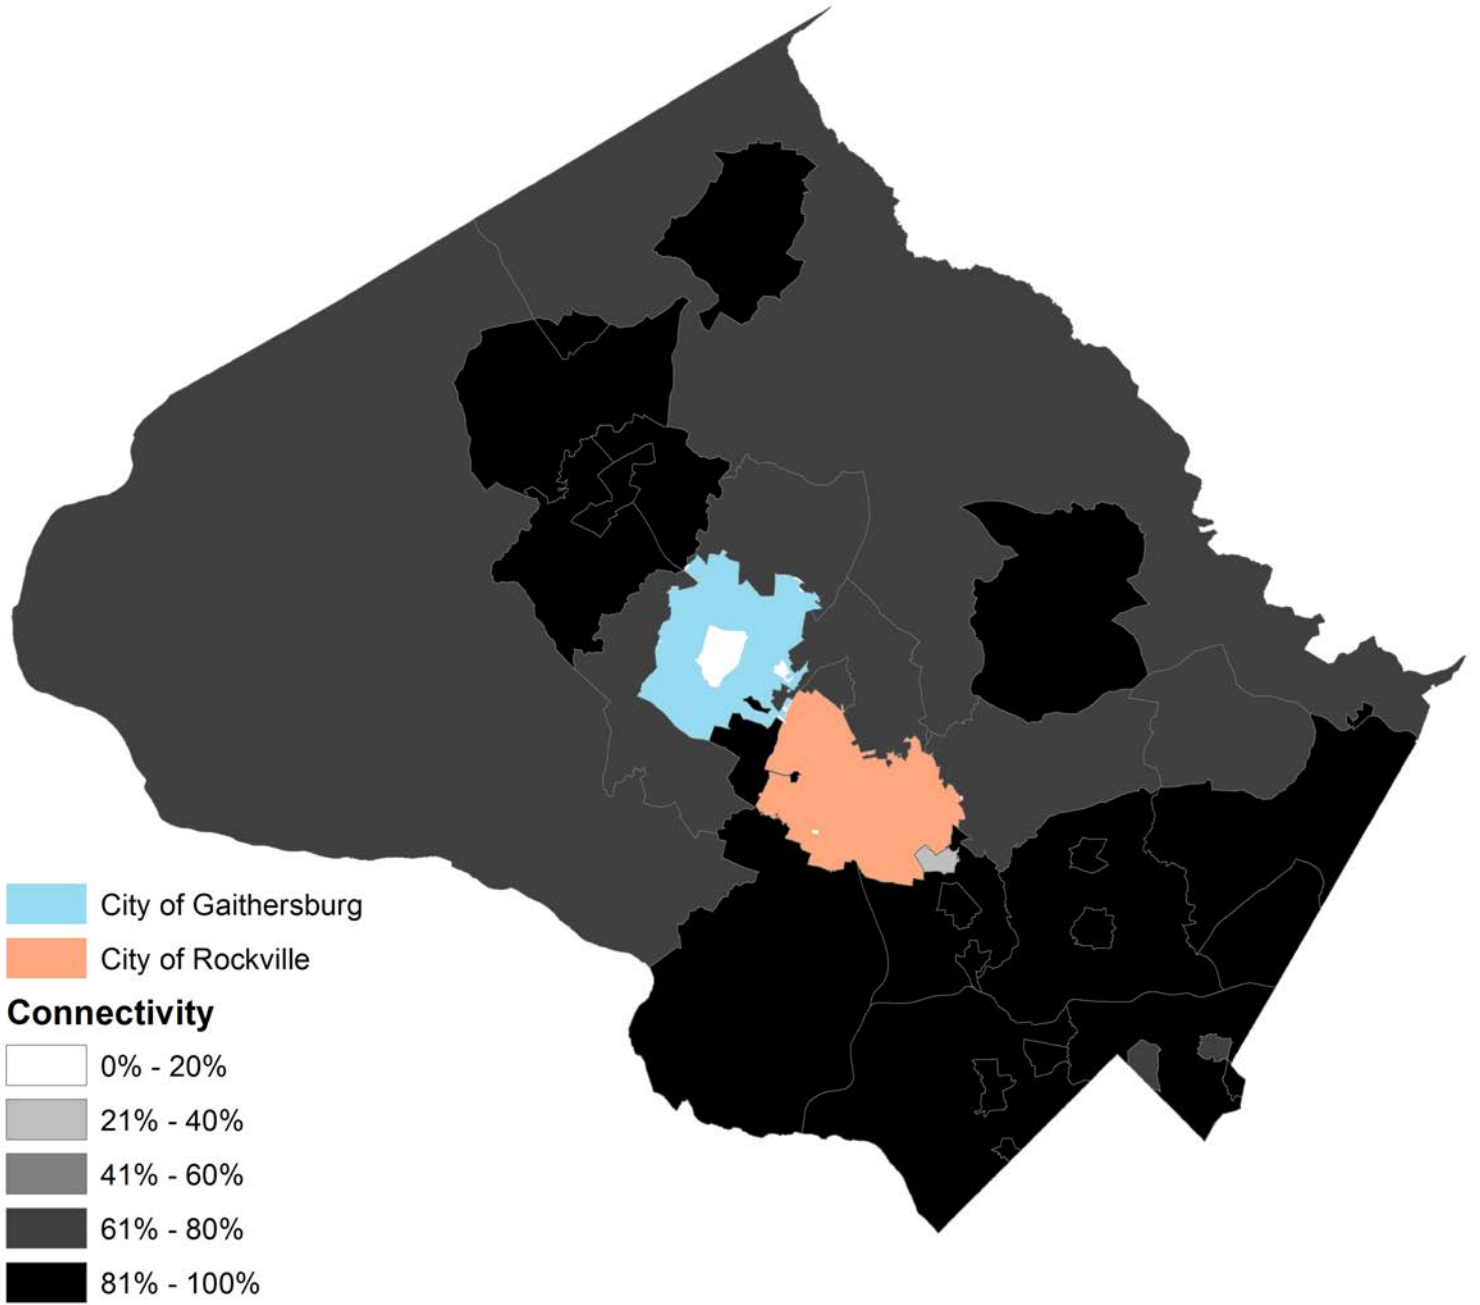 City of Gaithersburg
City of Rockville
Connectivity
0% - 20%
21% - 40%
41% - 60%
61% - 80%
81% - 100%